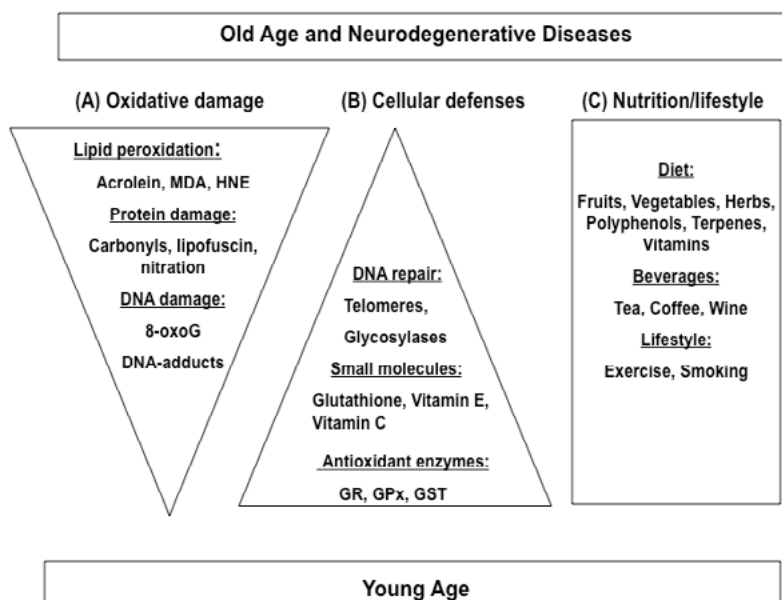 Old Age and Neurodegenerative Diseases
(A) Oxidative damage
Lipid peroxidation:
Acrolein, MDA, HNE
Protein damage:
Carbonyls, lipofuscin,
nitration
DNA damage:
8-oxoG
DNA-adducts
(B) Cellular defenses
DNA repair:
Telomeres,
Glycosylases
Small molecules:
Glutathione, Vitamin E,
Vitamin C
Antioxidant enzymes:
GR, GPx, GST
(C) Nutrition/lifestyle
Diet:
Fruits, Vegetables, Herbs,
Polyphenols, Terpenes,
Vitamins
Beverages:
Tea, Coffee, Wine
Lifestyle:
Exercise, Smoking
Young Age